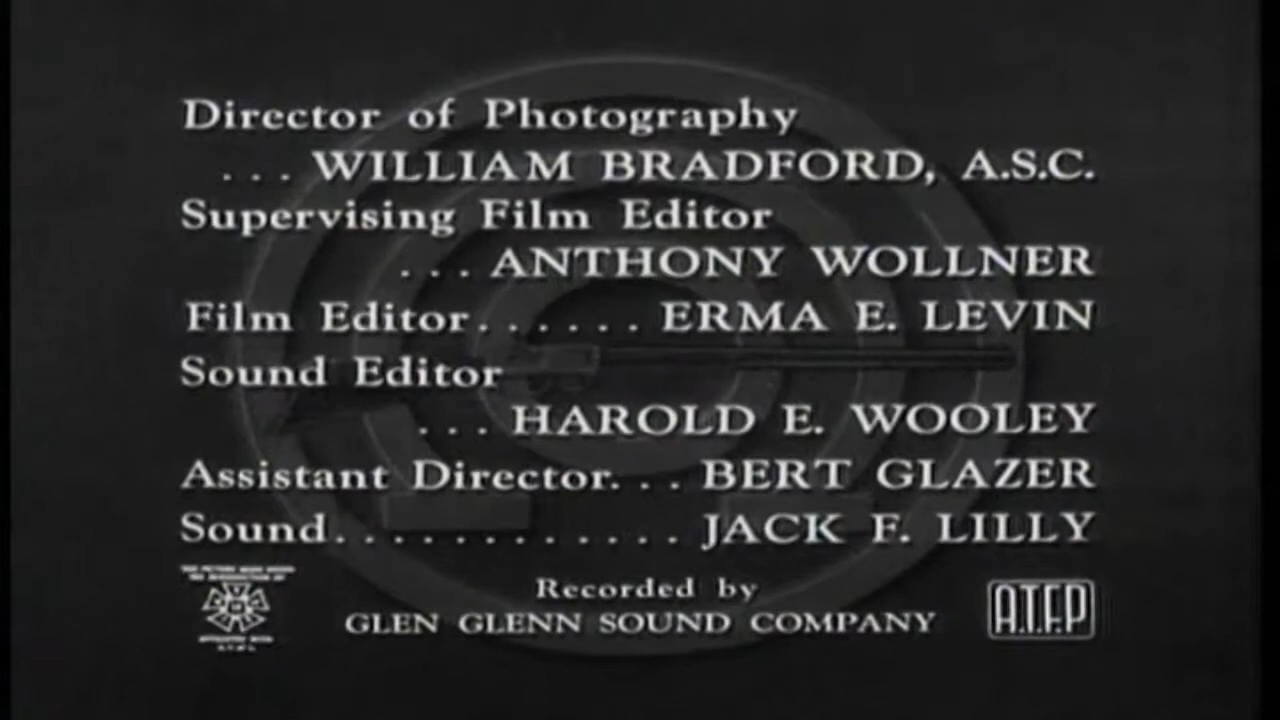 Director of Photography
... WILLIAM BRADFORD, A.S.C.
Supervising Film Editor
... ANTHONY WOLLNER
Film Editor...... ERMA E. LEVIN
Sound Editor
... HAROLD E. WOOLEY
Assistant Director... BERT GLAZER
Sound............. JACK F. LILLY
Recorded by
GLEN GLENN SOUND COMPANY
A.T.F.P